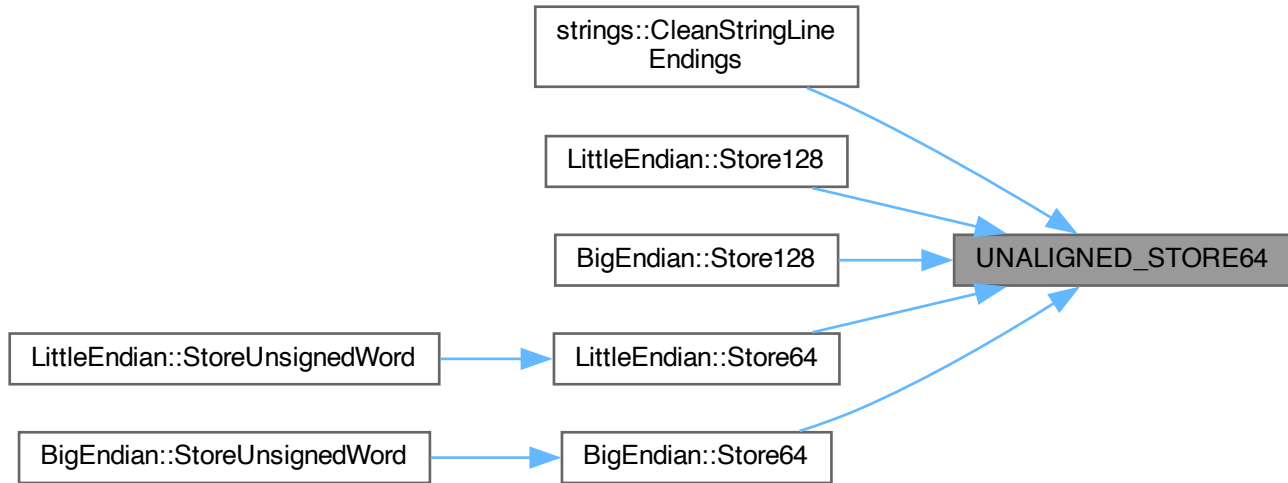 strings::CleanStringLine
Endings
LittleEndian::Store128
BigEndian::Store128
UNALIGNED_STORE64
LittleEndian::StoreUnsignedWord
LittleEndian::Store64
BigEndian::StoreUnsignedWord
BigEndian::Store64